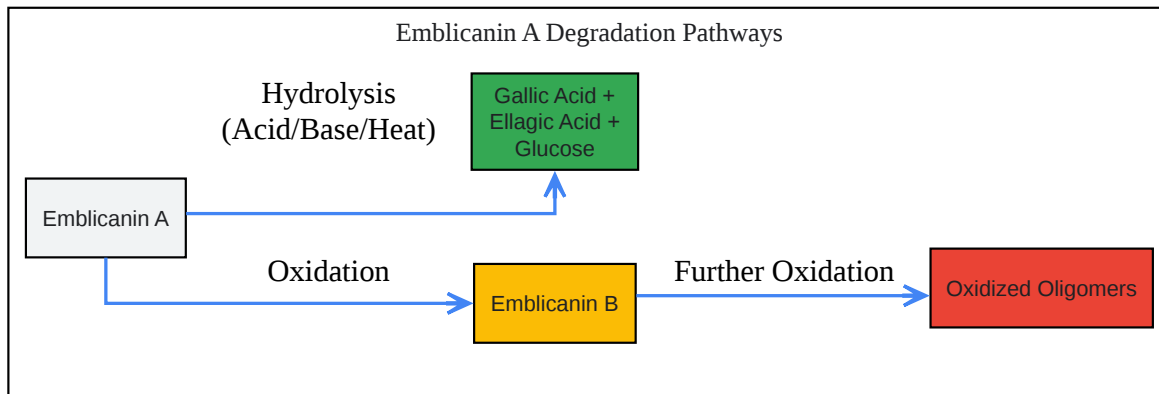 Emblicanin A Degradation Pathways
Hydrolysis
(Acid/Base/Heat)
Gallic Acid +
Ellagic Acid +
Glucose
Emblicanin A
Oxidation
Emblicanin B
Further Oxidation
Oxidized Oligomers